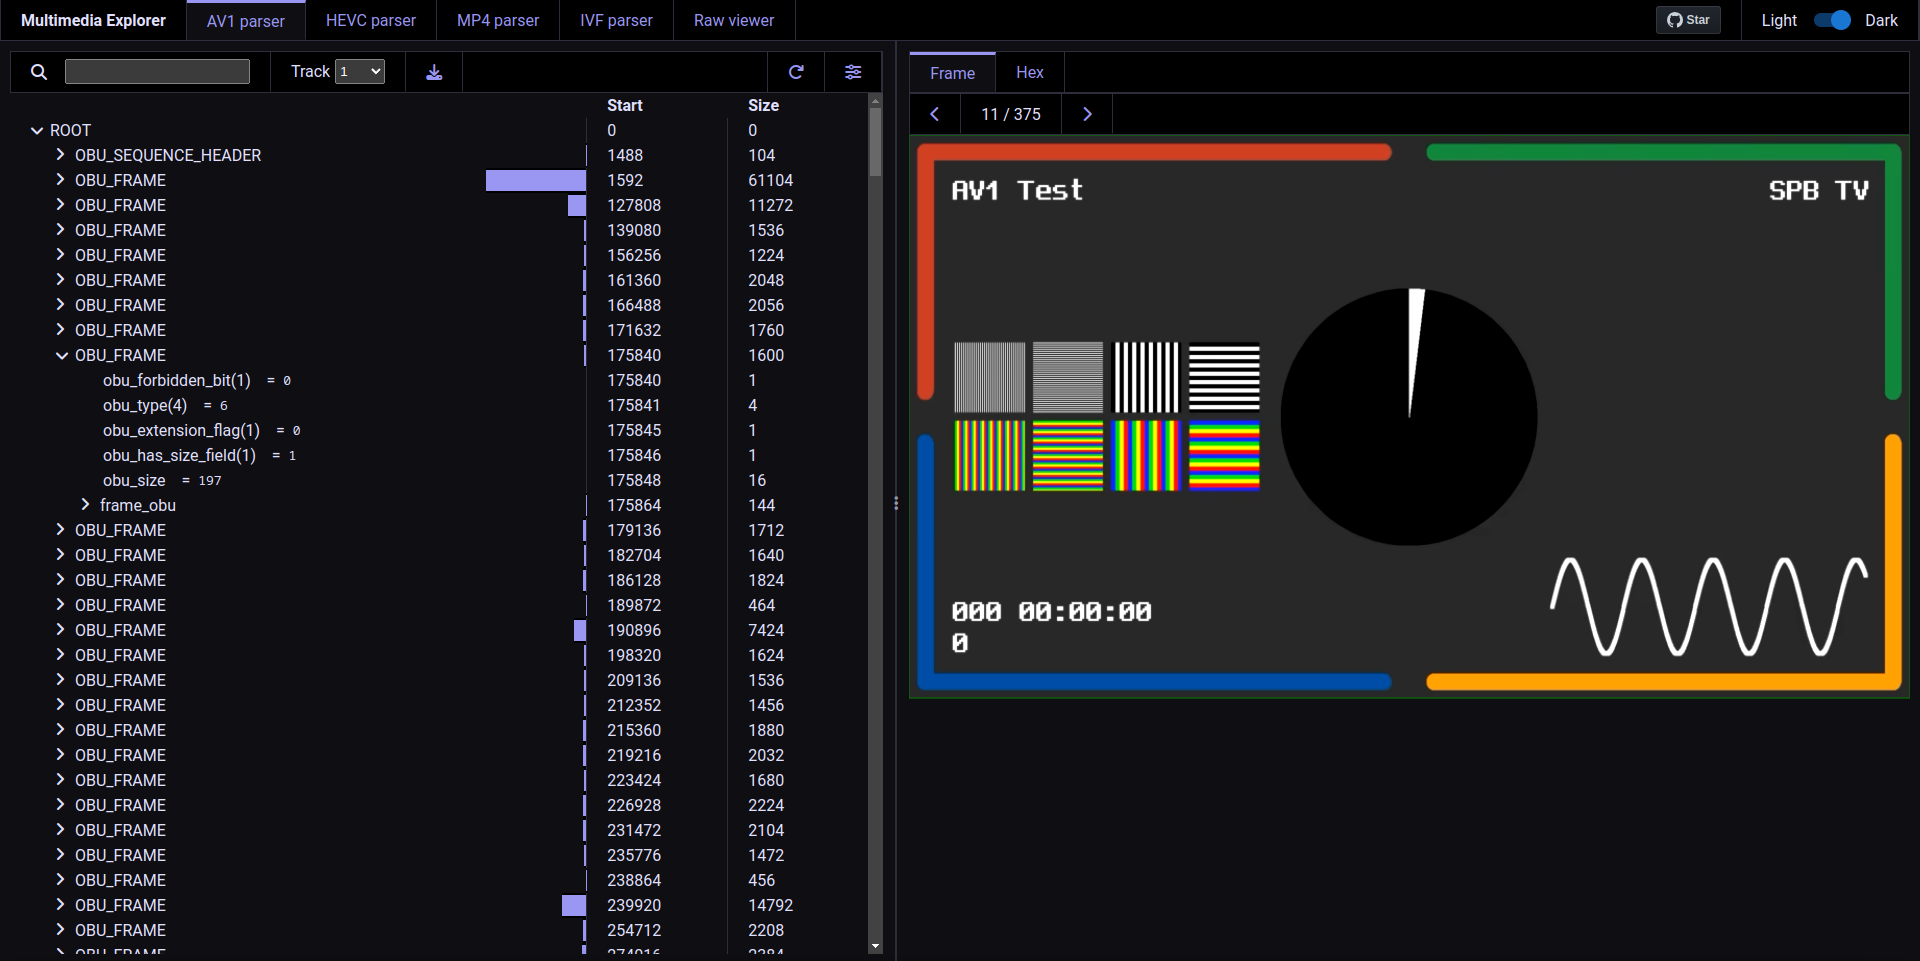 Multimedia Explorer AV1 parser HEVC parser MP4 parser IVF parser Raw viewer Star Light Dark
Track 1
Start Size
ROOT 0 0
OBU_SEQUENCE_HEADER 1488 104
OBU_FRAME 1592 61104
OBU_FRAME 127808 11272
OBU_FRAME 139080 1536
OBU_FRAME 156256 1224
OBU_FRAME 161360 2048
OBU_FRAME 166488 2056
OBU_FRAME 171632 1760
OBU_FRAME 175840 1600
obu_forbidden_bit(1) = 0 175840 1
obu_type(4) = 6 175841 4
obu_extension_flag(1) = 0 175845 1
obu_has_size_field(1) = 1 175846 1
obu_size = 197 175848 16
frame_obu 175864 144
OBU_FRAME 179136 1712
OBU_FRAME 182704 1640
OBU_FRAME 186128 1824
OBU_FRAME 189872 464
OBU_FRAME 190896 7424
OBU_FRAME 198320 1624
OBU_FRAME 209136 1536
OBU_FRAME 212352 1456
OBU_FRAME 215360 1880
OBU_FRAME 219216 2032
OBU_FRAME 223424 1680
OBU_FRAME 226928 2224
OBU_FRAME 231472 2104
OBU_FRAME 235776 1472
OBU_FRAME 238864 456
OBU_FRAME 239920 14792
OBU_FRAME 254712 2208
OBU_FRAME
Frame Hex
11 / 375
AV1 Test SPB TV
000 00:00:00
0